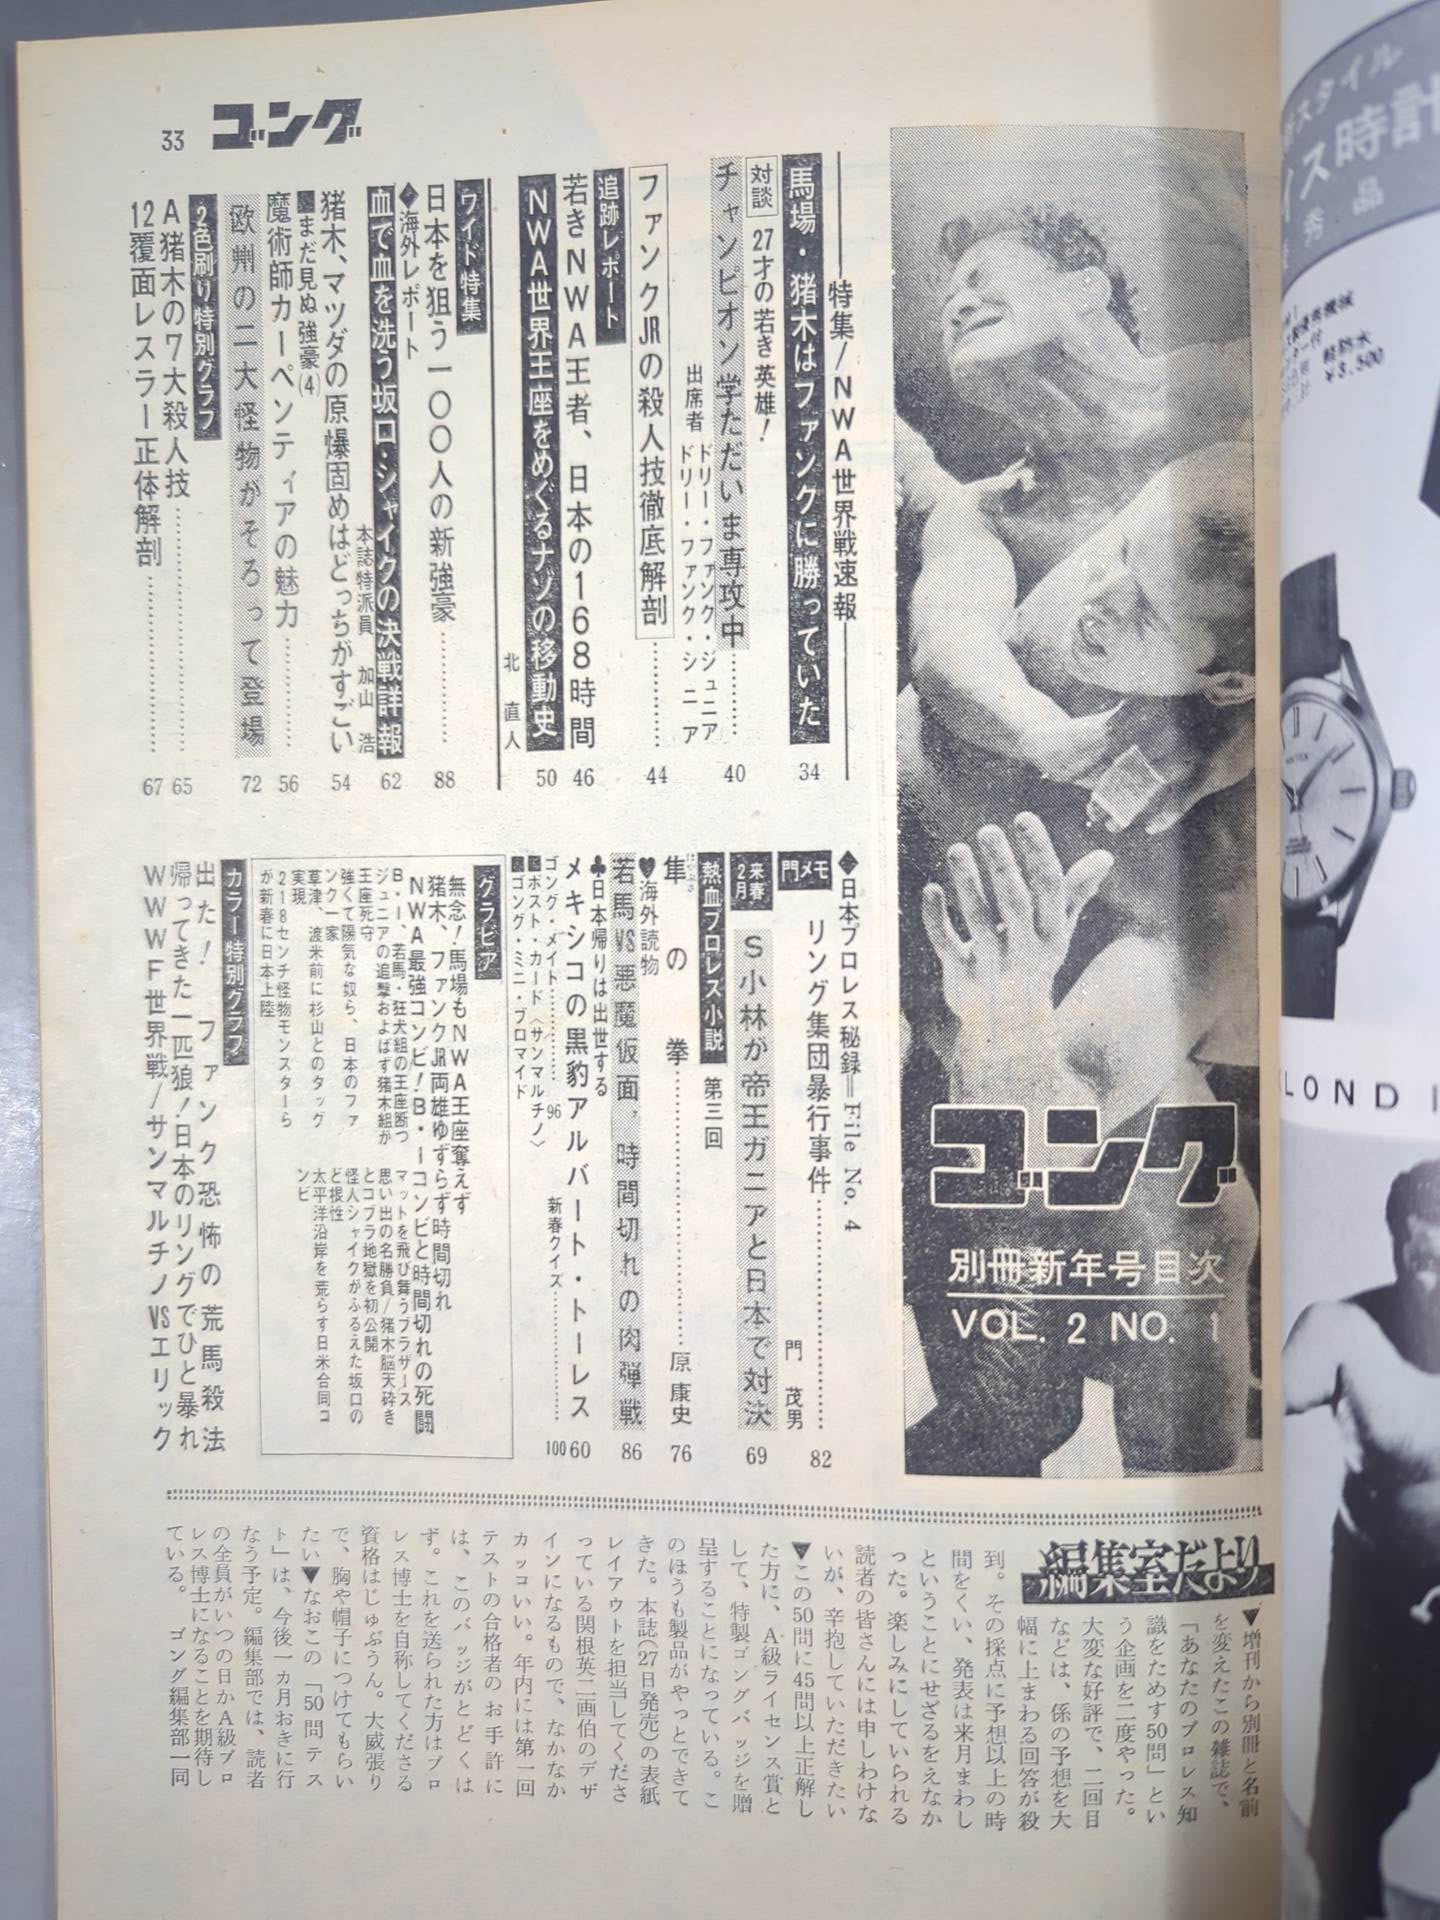 ゴング
別冊新年号目次
VOL. 2 NO. 1
特集/NWA世界戦速報
馬場・猪木はファンクに勝っていた 34
対談 27才の若き英雄!
チャンピオン学ただいま専攻中 40
出席者 ドリー・ファンク・ジュニア
ドリー・ファンク・シニア
ファンクJRの殺人技徹底解剖 44
追跡レポート
若きNWA王者、日本の168時間 46
NWA世界王座をめぐるナゾの移動史 50
北 直人
ワイド特集
日本を狙う一〇〇人の新強豪 88
◆海外レポート
血で血を洗う坂口・シャイクの決戦詳報 62
本誌特派員 加山 浩
猪木、マツダの原爆固めはどっちがすごい 54
まだ見ぬ強豪(4)
魔術師カーペンティアの魅力 56
欧州の二大怪物がそろって登場 72
2色刷り特別グラフ
A猪木の7大殺人技 65
12覆面レスラー正体解剖 67
33 ゴング
◆日本プロレス秘録=File No. 4
門メモ リング集団暴行事件 82
門 茂男
来春2月 S小林が帝王ガニアと日本で対決 69
熱血プロレス小説 第三回
隼の拳 原康史 76
はやぶさ
♥海外読物
若馬VS悪魔仮面、時間切れの肉弾戦 86
♣日本帰りは出世する
メキシコの黒豹アルバート・トーレス 60
ゴング・メイト 96 新春クイズ 100
ポスト・カード〈サンマルチノ〉
ゴング・ミニ・ブロマイド
グラビア
無念!馬場もNWA王座奪えず
猪木、ファンクJR両雄ゆずらず時間切れ
NWA最強コンビ!B・Iコンビと時間切れの死闘
B・I、若馬・狂犬組の王座断つ
ジュニアの追撃およばず猪木組が
王座死守
強くて陽気な奴ら、日本のファ
ンク一家
草津、渡米前に杉山とのタッグ
実現
218センチ怪物モンスターら
が新春に日本上陸
マットを飛び舞うブラザース
思い出の名勝負/猪木脳天砕き
とコブラ地獄を初公開
怪人シャイクがふるえた坂口の
ど根性
太平洋沿岸を荒らす日米合同コ
ンビ
カラー特別グラフ
出た!ファンク恐怖の荒馬殺法
帰ってきた一匹狼!日本のリングでひと暴れ
WWWF世界戦/サンマルチノVSエリック
編集室だより
▼増刊から別冊と名前
を変えたこの雑誌で、
「あなたのプロレス知
識をためす50問」とい
う企画を二度やった。
大変な好評で、二回目
などは、係の予想を大
幅に上まわる回答が殺
到。その採点に予想以上の時
間をくい、発表は来月まわし
ということにせざるをえなか
った。楽しみにしていられる
読者の皆さんには申しわけな
いが、辛抱していただきたい
▼この50問に45問以上正解し
た方に、A級ライセンス賞と
して、特製ゴングバッジを贈
呈することになっている。こ
のほうも製品がやっとできて
きた。本誌(27日発売)の表紙
レイアウトを担当してくださ
っている関根英二画伯のデザ
インになるもので、なかなか
カッコいい。年内には第一回
テストの合格者のお手許に
は、このバッジがとどくは
ず。これを送られた方はプロ
レス博士を自称してくださる
資格はじゅぶうん。大威張り
で、胸や帽子につけてもらい
たい▼なおこの「50問テス
ト」は、今後一カ月おきに行
なう予定。編集部では、読者
の全員がいつの日かA級プロ
レス博士になることを期待し
ている。ゴング編集部一同
スタイル
イス時計
秀品
軽防水
¥3,500
LONDI